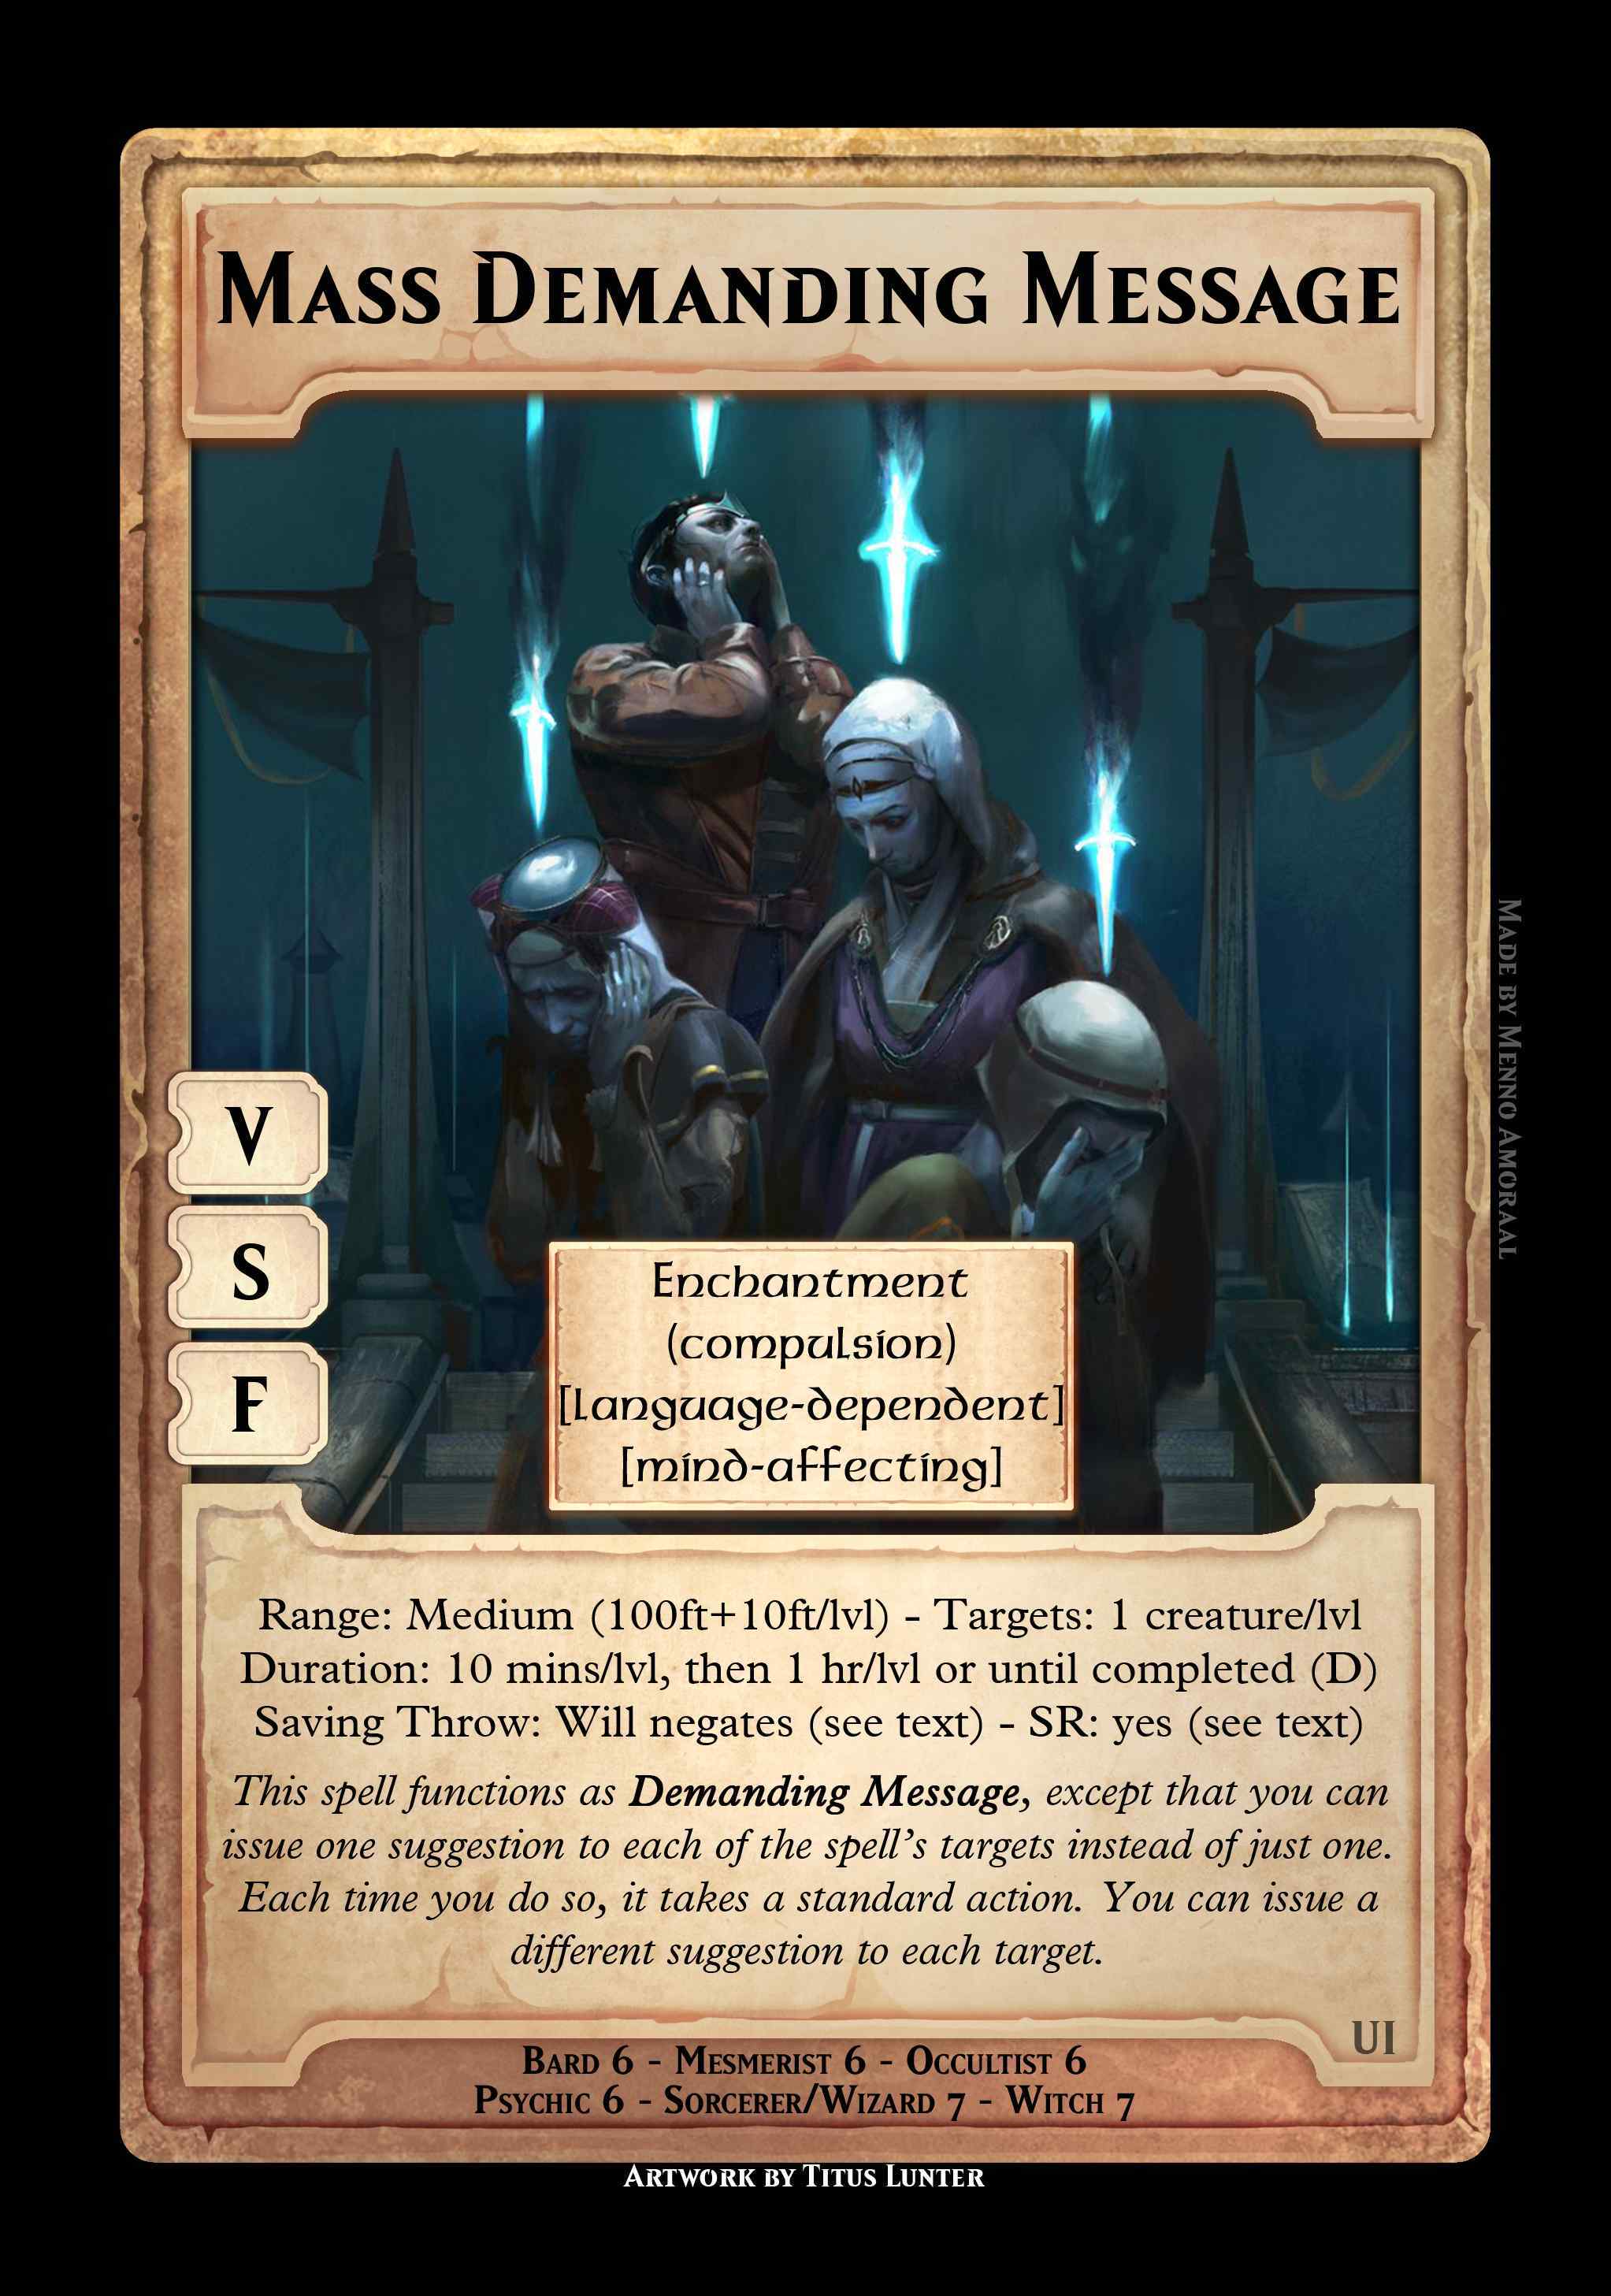 Mass Demanding Message
V
S
F
Enchantment
(compulsion)
[language-dependent]
[mind-affecting]
Range: Medium (100ft+10ft/lvl) - Targets: 1 creature/lvl
Duration: 10 mins/lvl, then 1 hr/lvl or until completed (D)
Saving Throw: Will negates (see text) - SR: yes (see text)
This spell functions as Demanding Message, except that you can
issue one suggestion to each of the spell's targets instead of just one.
Each time you do so, it takes a standard action. You can issue a
different suggestion to each target.
UI
Bard 6 - Mesmerist 6 - Occultist 6
Psychic 6 - Sorcerer/Wizard 7 - Witch 7
Artwork by Titus Lunter
Made by Menno Amoraal